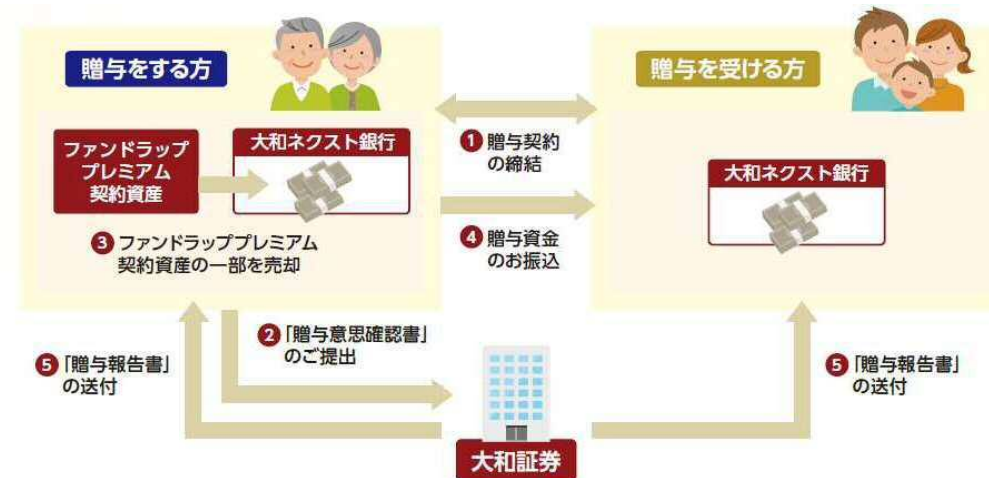 贈与をする方
贈与を受ける方
ファンドラップ
プレミアム
契約資産
大和ネクスト銀行
❶贈与契約
の締結
大和ネクスト銀行
❸ファンドラッププレミアム
契約資産の一部を売却
❹贈与資金
のお振込
❷「贈与意思確認書」
のご提出
❺「贈与報告書」
の送付
❺「贈与報告書」
の送付
大和証券